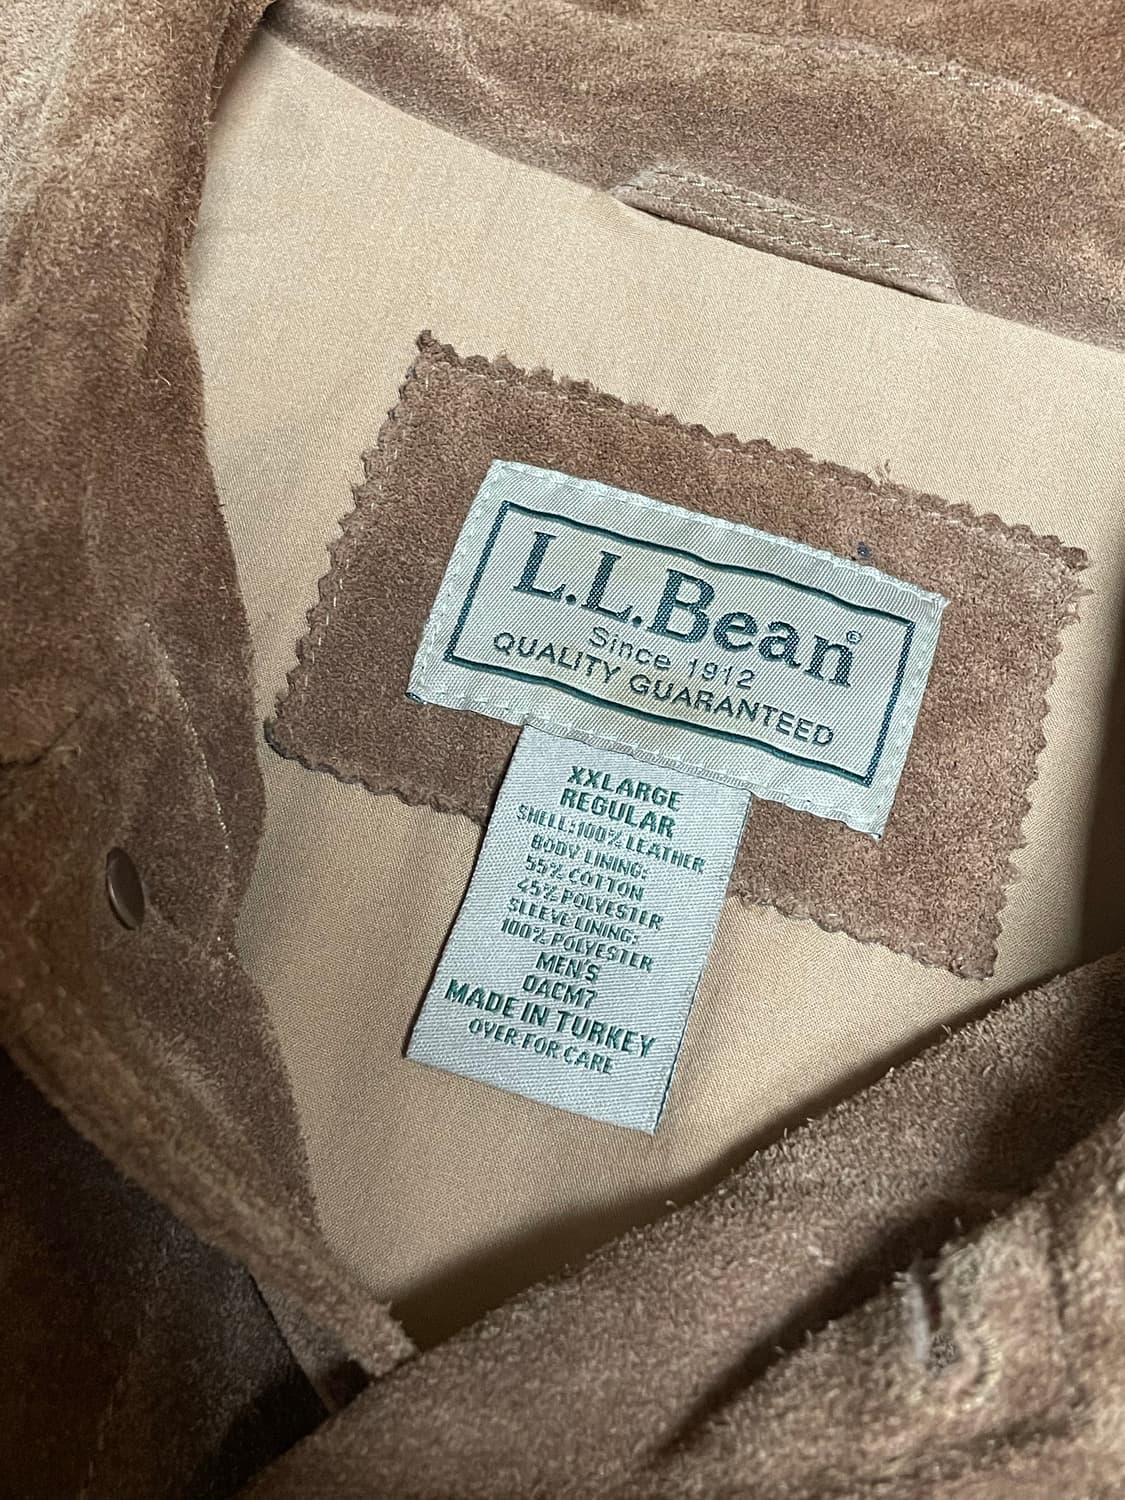 L.L.Bean®
Since 1912
QUALITY GUARANTEED
XXLARGE
REGULAR
SHELL:100% LEATHER
BODY LINING:
55% COTTON
45% POLYESTER
SLEEVE LINING:
100% POLYESTER
MEN'S
OACM7
MADE IN TURKEY
OVER FOR CARE